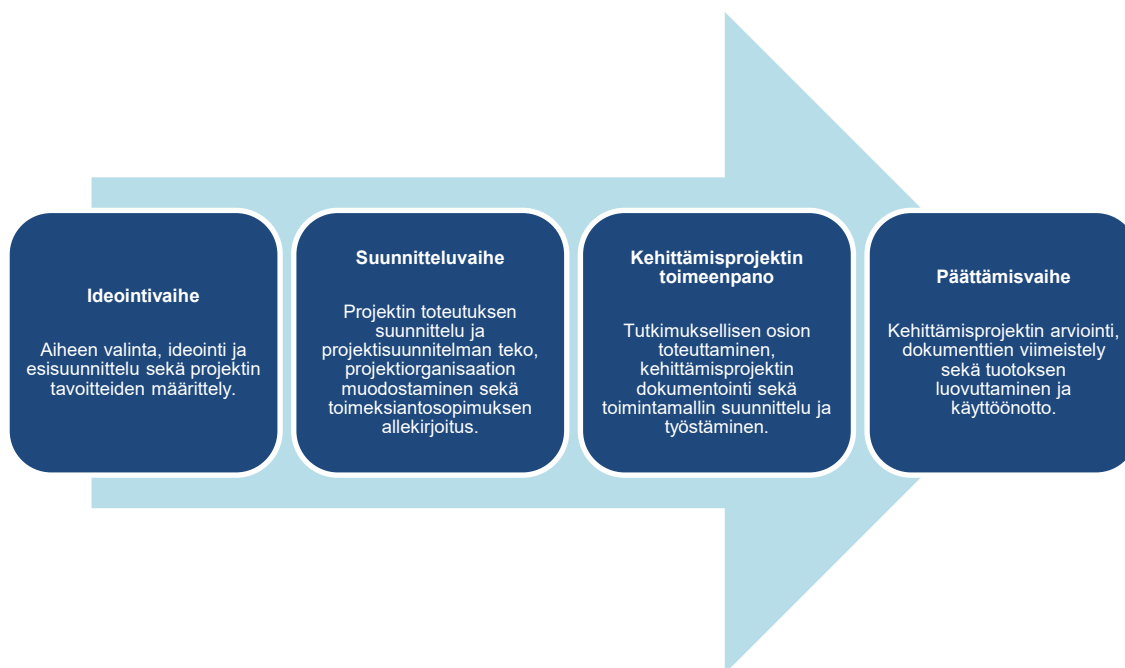 Ideointivaihe
Aiheen valinta, ideointi ja
esisuunnittelu sekä projektin
tavoitteiden määrittely.
Suunnitteluvaihe
Projektin toteutuksen
suunnittelu ja
projektisuunnitelman teko,
projektiorganisaation
muodostaminen sekä
toimeksiantosopimuksen
allekirjoitus.
Kehittämisprojektin
toimeenpano
Tutkimuksellisen osion
toteuttaminen,
kehittämisprojektin
dokumentointi sekä
toimintamallin suunnittelu ja
työstäminen.
Päättämisvaihe
Kehittämisprojektin arviointi,
dokumenttien viimeistely
sekä tuotoksen
luovuttaminen ja
käyttöönotto.